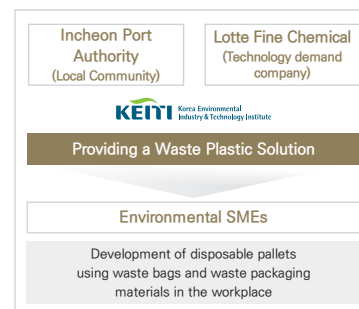 Incheon Port
Authority
(Local Community)
Lotte Fine Chemical
(Technology demand
company)
KEITI Korea Environmental
Industry & Technology Institute
Providing a Waste Plastic Solution
Environmental SMEs
Development of disposable pallets
using waste bags and waste packaging
materials in the workplace